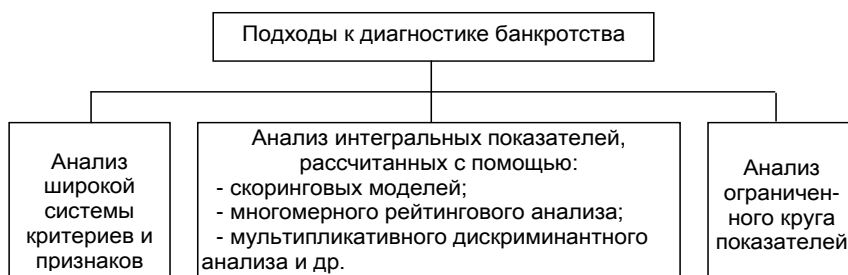 Подходы к диагностике банкротства
Анализ
широкой
системы
критериев и
признаков
Анализ интегральных показателей,
рассчитанных с помощью:
- скоринговых моделей;
- многомерного рейтингового анализа;
- мультипликативного дискриминантного
анализа и др.
Анализ
ограничен-
ного круга
показателей